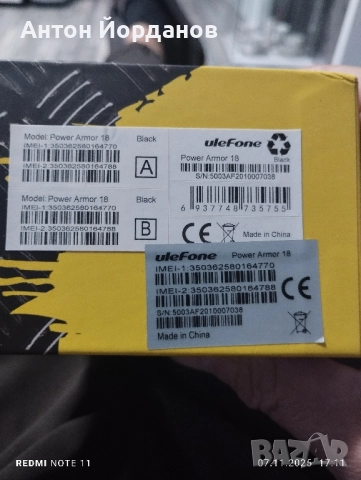 Антон Йорданов
Model: Power Armor 18 Black
IMEI-1:350362580164770
IMEI-2:350362580164788
A
Model: Power Armor 18 Black
IMEI-1:350362580164770
IMEI-2:350362580164788
B
uleFone
Power Armor 18 Black
S/N:5003AF2010007038
6 937748 735755
CE
Made in China
uleFone Power Armor 18
IMEI-1:350362580164770
IMEI-2:350362580164788
CE
S/N:5003AF2010007038
Made in China
REDMI NOTE 11
07.11.2025 17:11
BAZAR